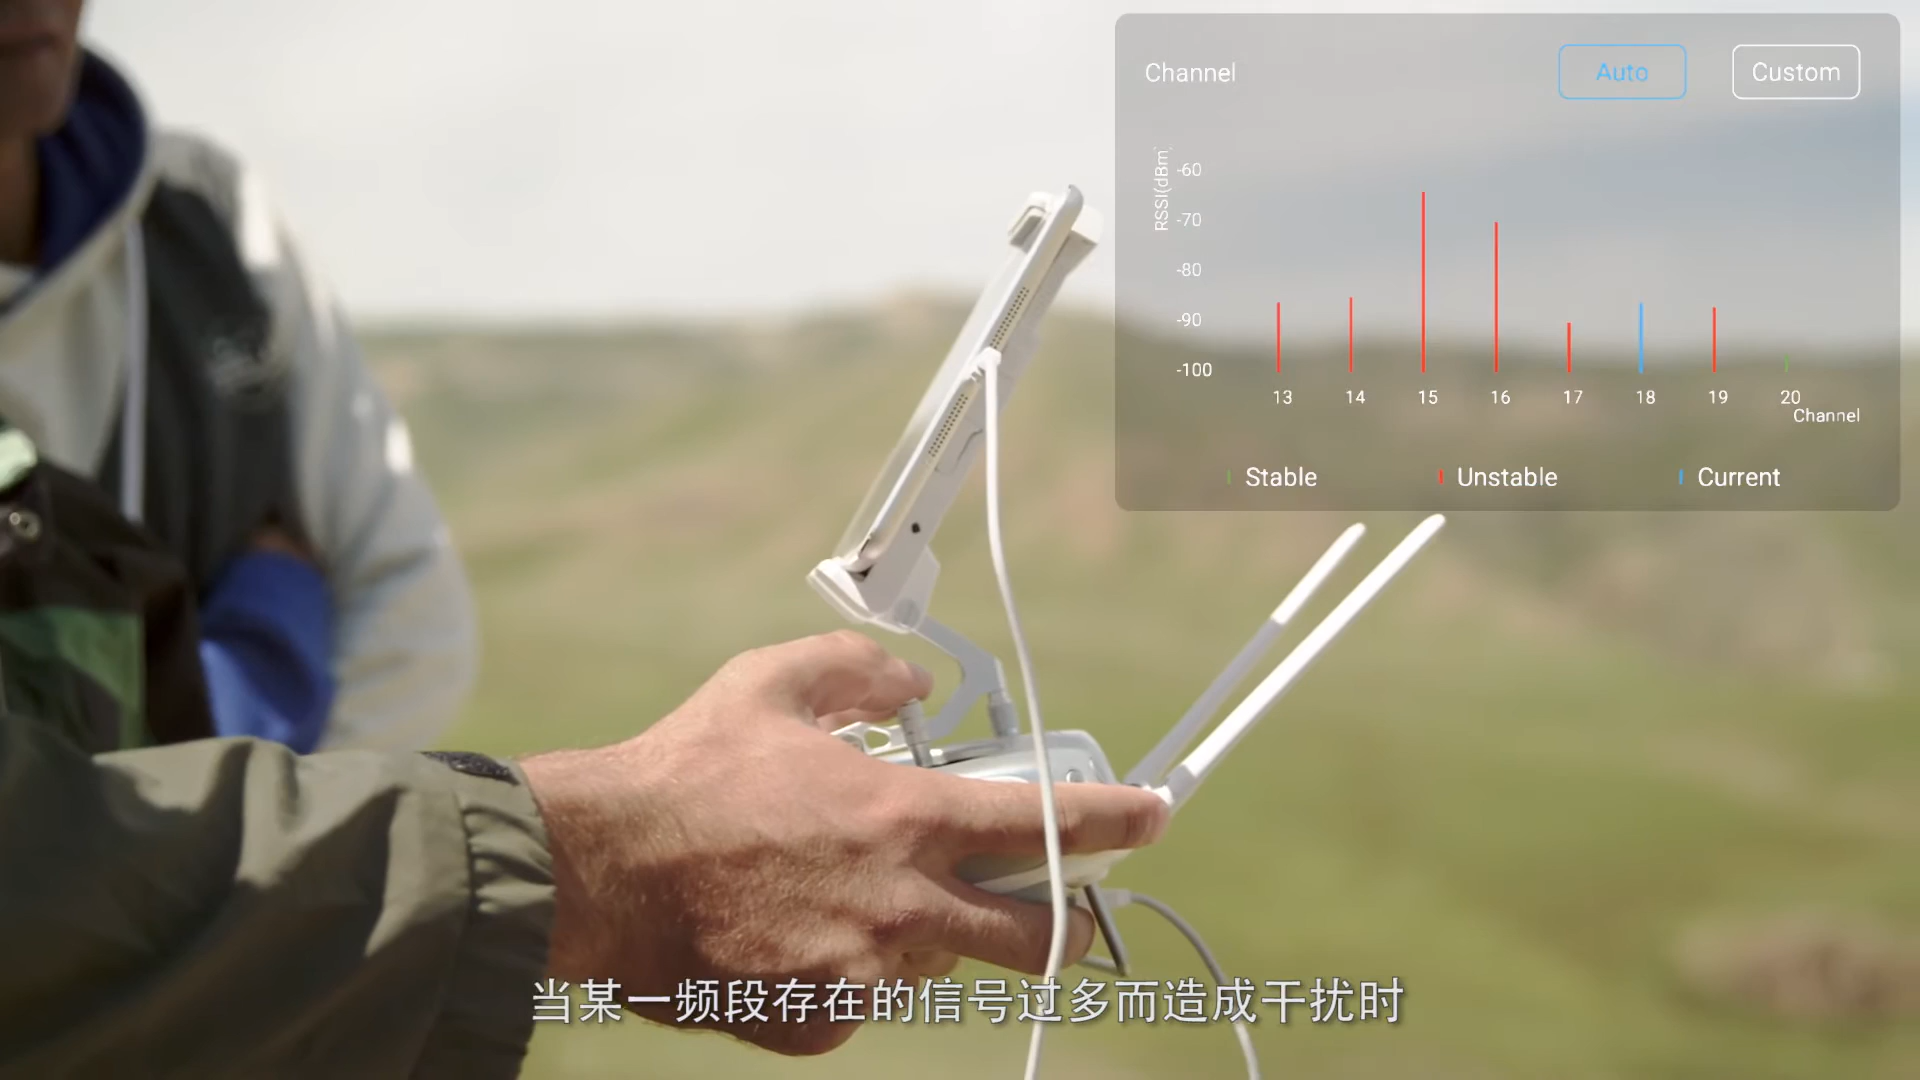 Channel
Auto
Custom
RSSI(dBm)
-60
-70
-80
-90
-100
13 14 15 16 17 18 19 20
Channel
Stable
Unstable
Current
当某一频段存在的信号过多而造成干扰时